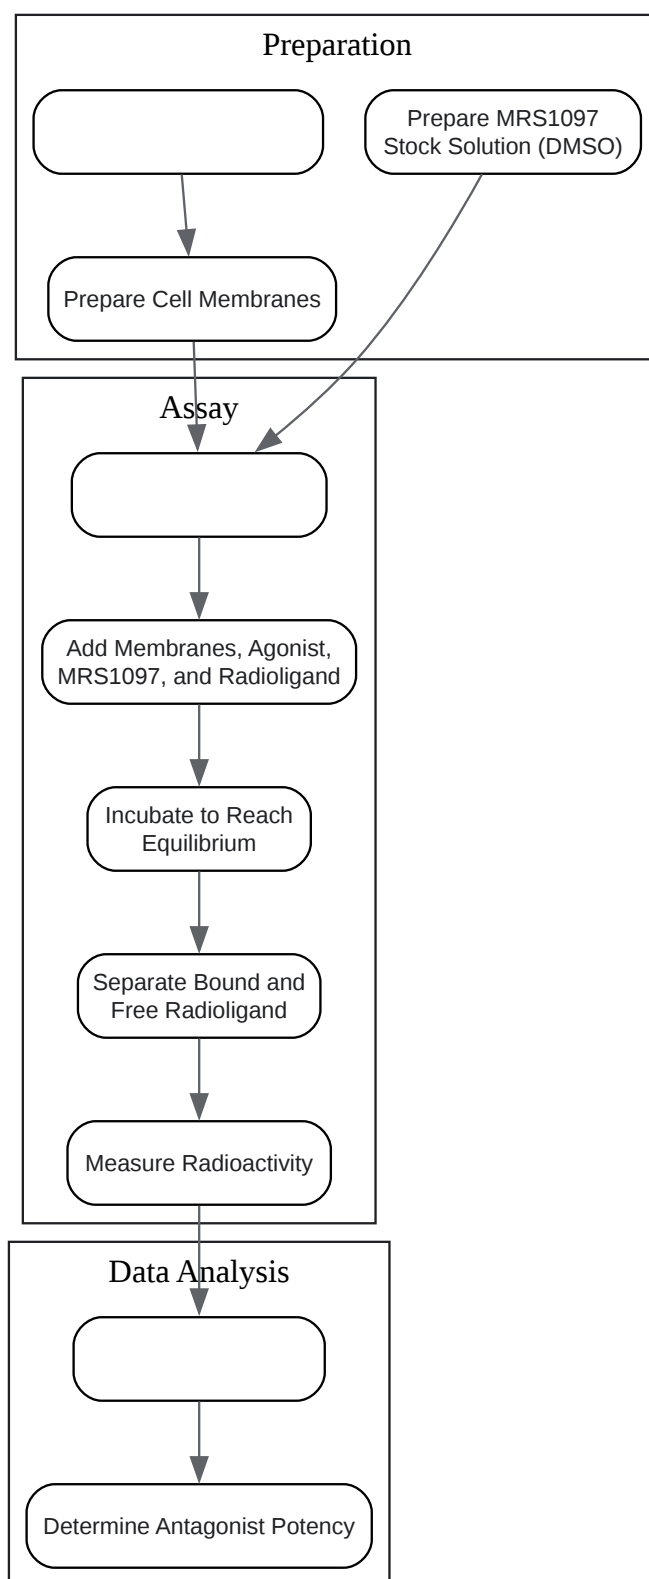 Preparation
Prepare MRS1097
Stock Solution (DMSO)
Prepare Cell Membranes
Assay
Add Membranes, Agonist,
MRS1097, and Radioligand
Incubate to Reach
Equilibrium
Separate Bound and
Free Radioligand
Measure Radioactivity
Data Analysis
Determine Antagonist Potency